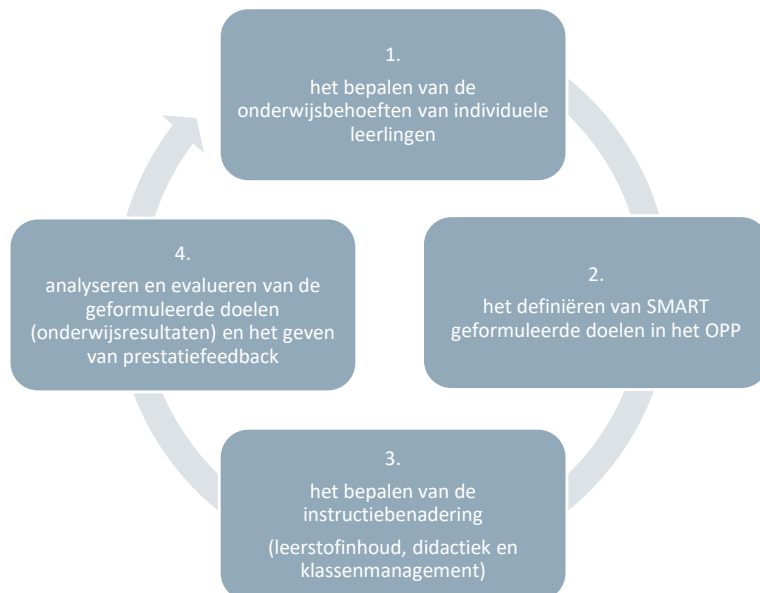 1.
het bepalen van de
onderwijsbehoeften van individuele
leerlingen
2.
het definiëren van SMART
geformuleerde doelen in het OPP
3.
het bepalen van de
instructiebenadering
(leerstofinhoud, didactiek en
klassenmanagement)
4.
analyseren en evalueren van de
geformuleerde doelen
(onderwijsresultaten) en het geven
van prestatiefeedback